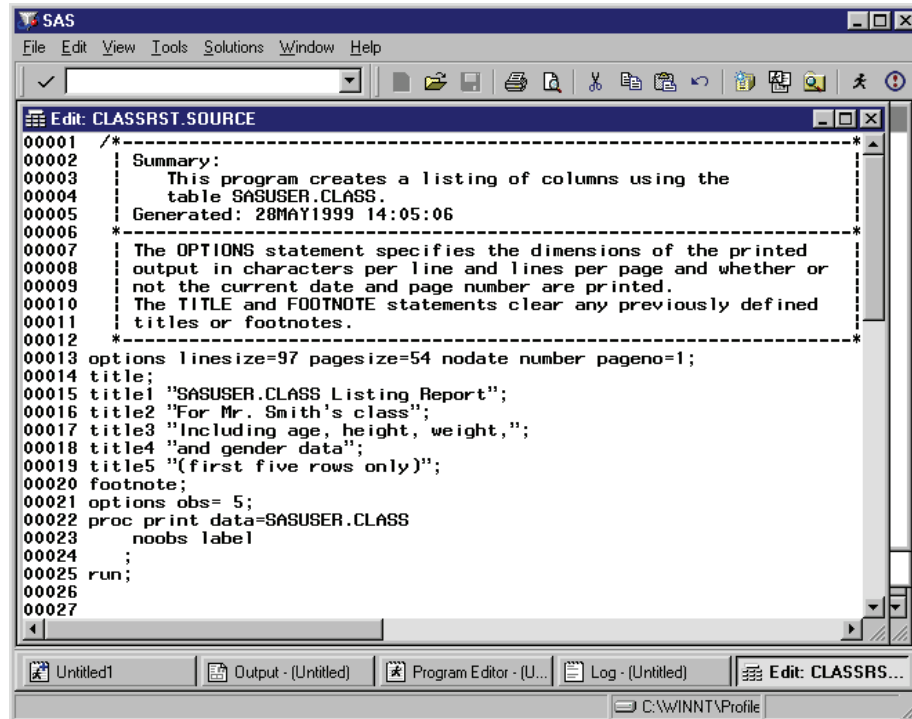 SAS
File Edit View Tools Solutions Window Help
Edit: CLASSRST.SOURCE
00001 /*---------------------------------------------------------------*
00002 | Summary: |
00003 | This program creates a listing of columns using the |
00004 | table SASUSER.CLASS. |
00005 | Generated: 28MAY1999 14:05:06 |
00006 *---------------------------------------------------------------*
00007 | The OPTIONS statement specifies the dimensions of the printed |
00008 | output in characters per line and lines per page and whether or |
00009 | not the current date and page number are printed. |
00010 | The TITLE and FOOTNOTE statements clear any previously defined |
00011 | titles or footnotes. |
00012 *---------------------------------------------------------------*
00013 options linesize=97 pagesize=54 nodate number pageno=1;
00014 title;
00015 title1 "SASUSER.CLASS Listing Report";
00016 title2 "For Mr. Smith's class";
00017 title3 "Including age, height, weight,";
00018 title4 "and gender data";
00019 title5 "(first five rows only)";
00020 footnote;
00021 options obs= 5;
00022 proc print data=SASUSER.CLASS
00023 noobs label
00024 ;
00025 run;
00026
00027
Untitled1 Output - (Untitled) Program Editor - (U... Log - (Untitled) Edit: CLASSRS...
C:\WINNT\Profile